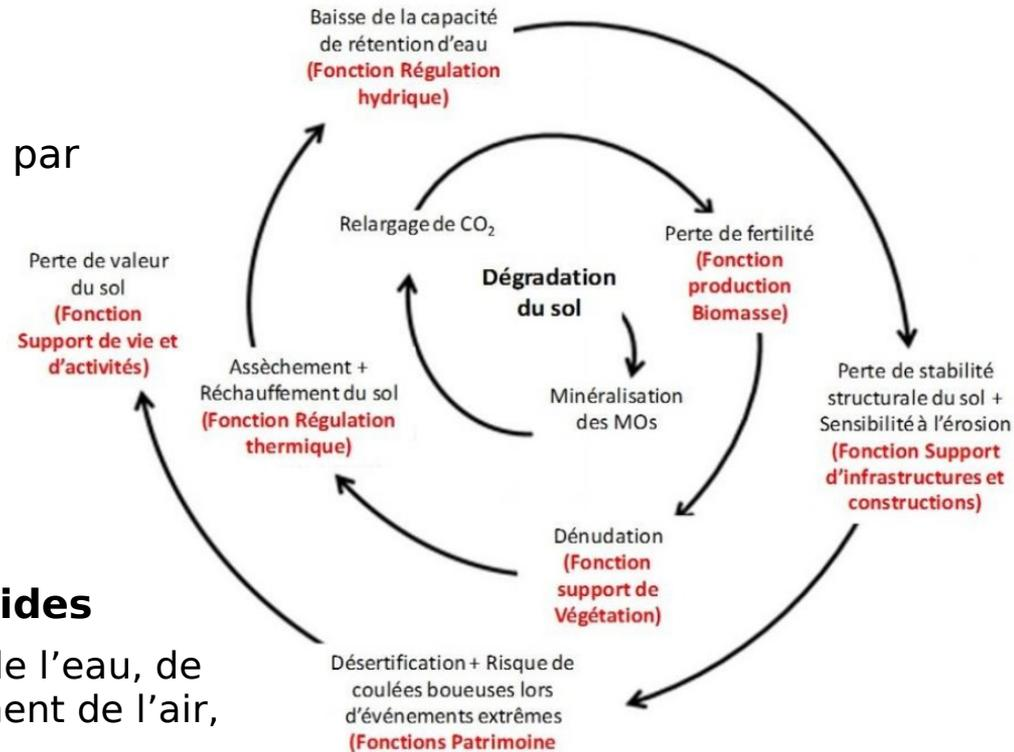 Baisse de la capacité
de rétention d'eau
(Fonction Régulation
hydrique)
par
Relargage de CO₂
Perte de fertilité
(Fonction
production
Biomasse)
Dégradation
du sol
Perte de valeur
du sol
(Fonction
Support de vie et
d'activités)
Assèchement +
Réchauffement du sol
(Fonction Régulation
thermique)
Minéralisation
des MOs
Perte de stabilité
structurale du sol +
Sensibilité à l'érosion
(Fonction Support
d'infrastructures et
constructions)
Dénudation
(Fonction
support de
Végétation)
ides
de l’eau, de
ent de l’air,
Désertification + Risque de
coulées boueuses lors
d'événements extrêmes
(Fonctions Patrimoine